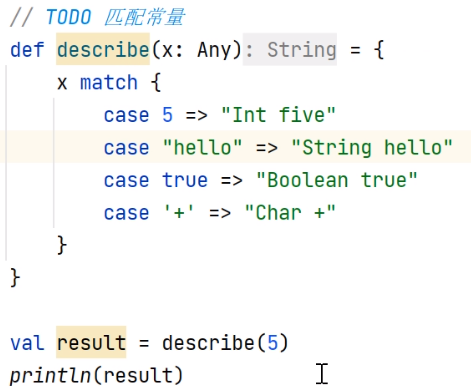 // TODO 匹配常量
def describe(x: Any): String = {
    x match {
        case 5 => "Int five"
        case "hello" => "String hello"
        case true => "Boolean true"
        case '+' => "Char +"
    }
}
val result = describe(5)
println(result)